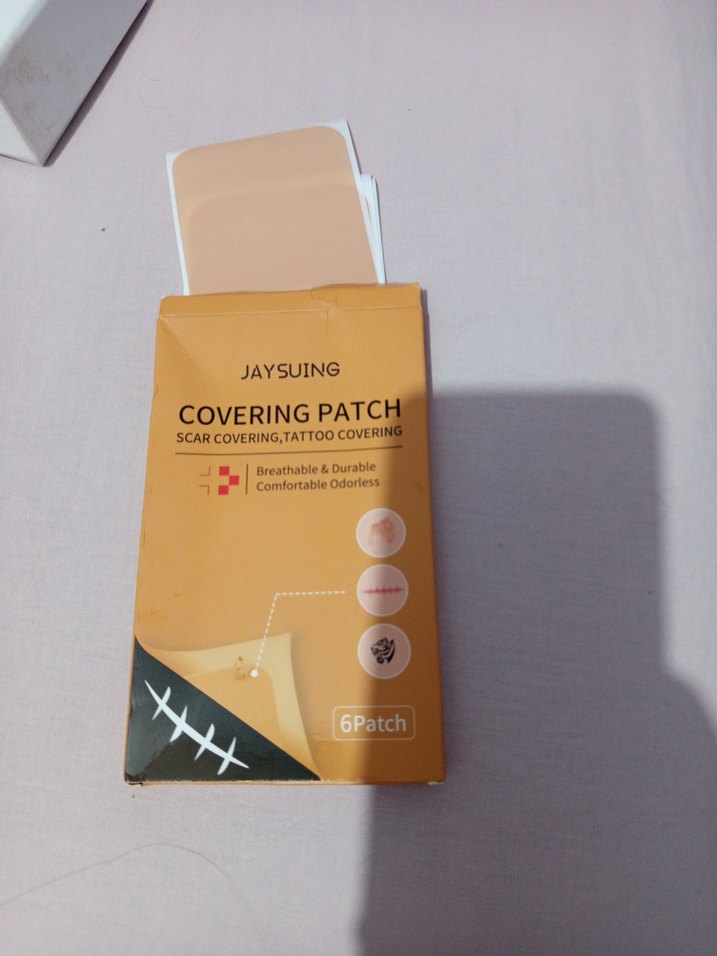 JAYSUING
COVERING PATCH
SCAR COVERING,TATTOO COVERING
Breathable & Durable
Comfortable Odorless
6Patch